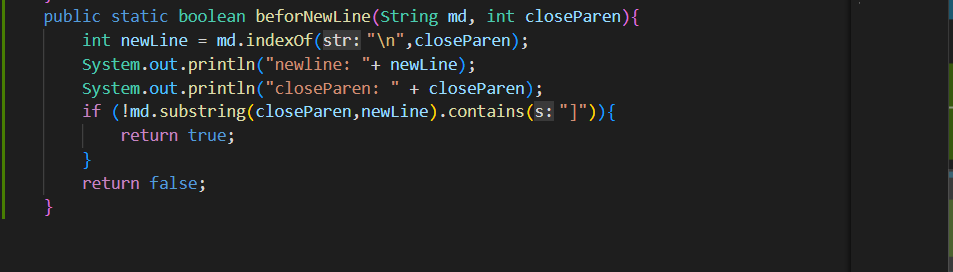 public static boolean beforNewLine(String md, int closeParen){
int newLine = md.indexOf(str: "\n",closeParen);
System.out.println("newline: "+ newLine);
System.out.println("closeParen: " + closeParen);
if (!md.substring(closeParen,newLine).contains(s: "]")){
return true;
}
return false;
}